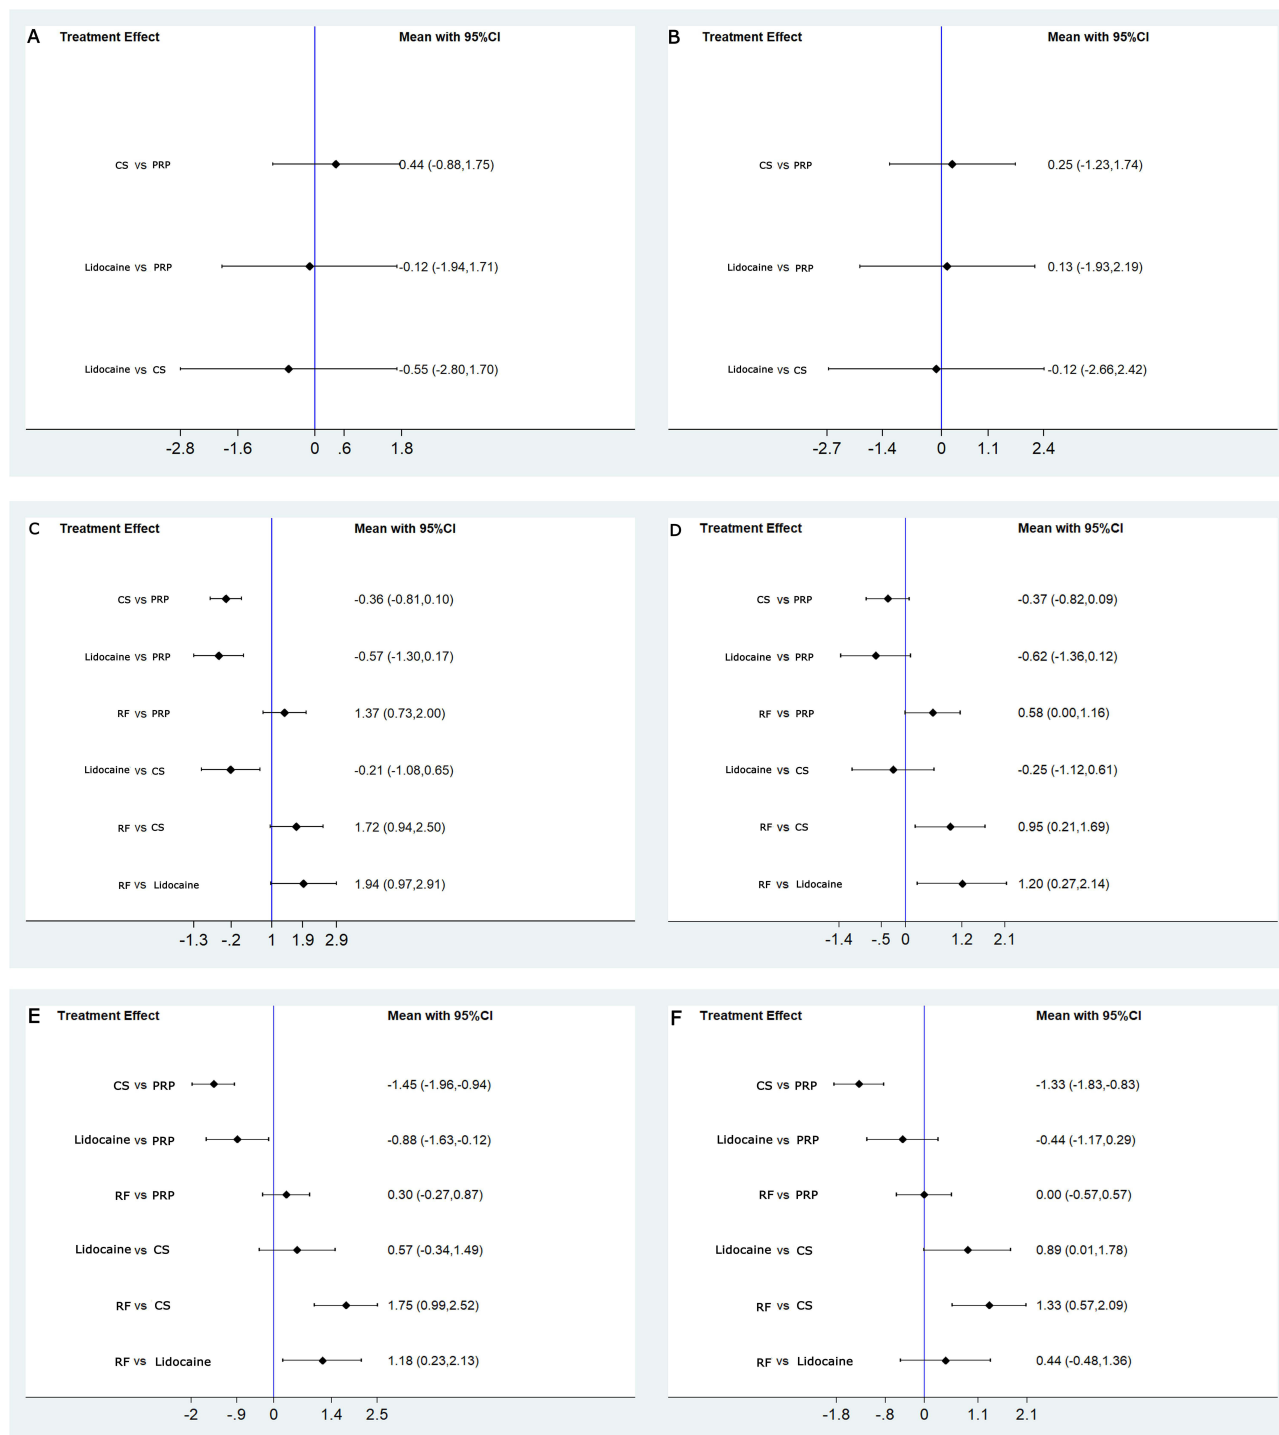 A Treatment Effect Mean with 95%CI
CS vs PRP 0.44 (-0.88,1.75)
Lidocaine vs PRP -0.12 (-1.94,1.71)
Lidocaine vs CS -0.55 (-2.80,1.70)
-2.8 -1.6 0 .6 1.8
B Treatment Effect Mean with 95%CI
CS vs PRP 0.25 (-1.23,1.74)
Lidocaine vs PRP 0.13 (-1.93,2.19)
Lidocaine vs CS -0.12 (-2.66,2.42)
-2.7 -1.4 0 1.1 2.4
C Treatment Effect Mean with 95%CI
CS vs PRP -0.36 (-0.81,0.10)
Lidocaine vs PRP -0.57 (-1.30,0.17)
RF vs PRP 1.37 (0.73,2.00)
Lidocaine vs CS -0.21 (-1.08,0.65)
RF vs CS 1.72 (0.94,2.50)
RF vs Lidocaine 1.94 (0.97,2.91)
-1.3 -.2 1 1.9 2.9
D Treatment Effect Mean with 95%CI
CS vs PRP -0.37 (-0.82,0.09)
Lidocaine vs PRP -0.62 (-1.36,0.12)
RF vs PRP 0.58 (0.00,1.16)
Lidocaine vs CS -0.25 (-1.12,0.61)
RF vs CS 0.95 (0.21,1.69)
RF vs Lidocaine 1.20 (0.27,2.14)
-1.4 -.5 0 1.2 2.1
E Treatment Effect Mean with 95%CI
CS vs PRP -1.45 (-1.96,-0.94)
Lidocaine vs PRP -0.88 (-1.63,-0.12)
RF vs PRP 0.30 (-0.27,0.87)
Lidocaine vs CS 0.57 (-0.34,1.49)
RF vs CS 1.75 (0.99,2.52)
RF vs Lidocaine 1.18 (0.23,2.13)
-2 -.9 0 1.4 2.5
F Treatment Effect Mean with 95%CI
CS vs PRP -1.33 (-1.83,-0.83)
Lidocaine vs PRP -0.44 (-1.17,0.29)
RF vs PRP 0.00 (-0.57,0.57)
Lidocaine vs CS 0.89 (0.01,1.78)
RF vs CS 1.33 (0.57,2.09)
RF vs Lidocaine 0.44 (-0.48,1.36)
-1.8 -.8 0 1.1 2.1